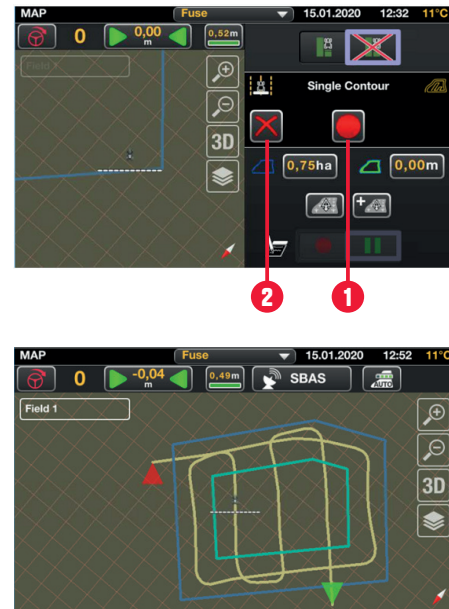 MAP Fuse 15.01.2020 12:32 11°C
0 0,00 m 0,52m
Field 1
3D
Single Contour
0,75ha 0,00m
2 1
MAP Fuse 15.01.2020 12:52 11°C
0 -0,04 m 0,49m SBAS AUTO
Field 1
3D